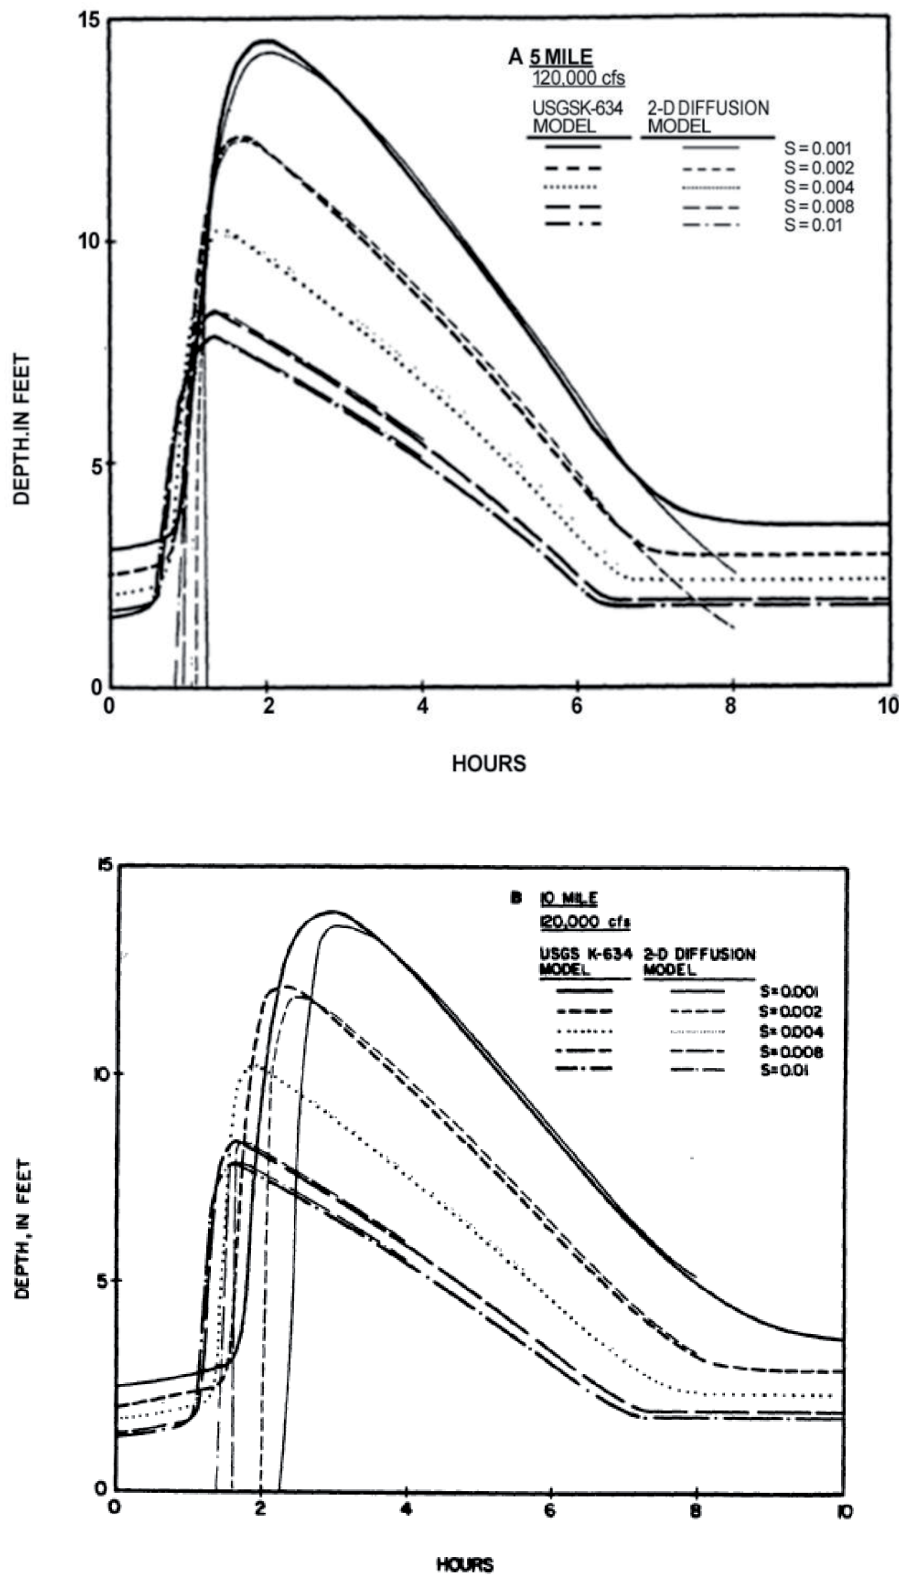 15
A 5 MILE
120,000 cfs
USGSK-634 2-D DIFFUSION
MODEL MODEL
S=0.001
S=0.002
S=0.004
S=0.008
S=0.01
10
5
0
0 2 4 6 8 10
DEPTH.IN FEET
HOURS
15
B 10 MILE
120,000 cfs
USGS K-634 2-D DIFFUSION
MODEL MODEL
S=0.001
S=0.002
S=0.004
S=0.008
S=0.01
10
5
0
0 2 4 6 8 10
DEPTH, IN FEET
HOURS